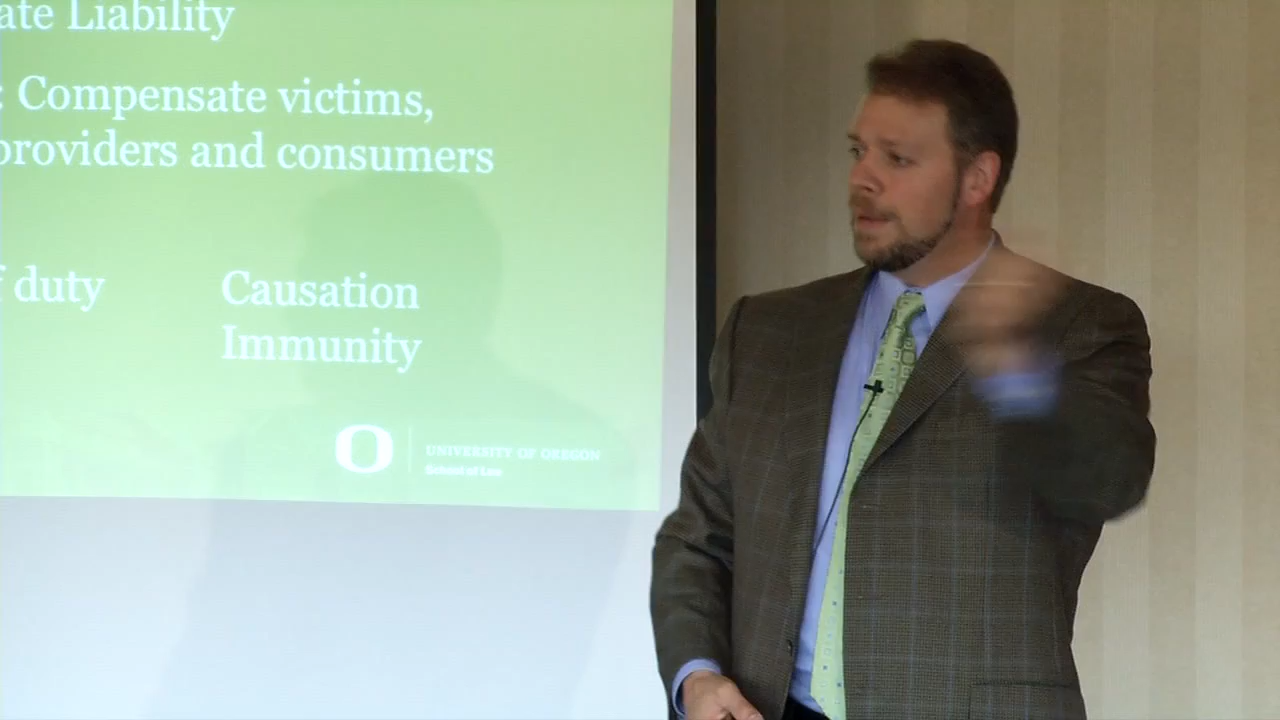 ate Liability
: Compensate victims,
providers and consumers
f duty
Causation
Immunity
O
UNIVERSITY OF OREGON
School of Law